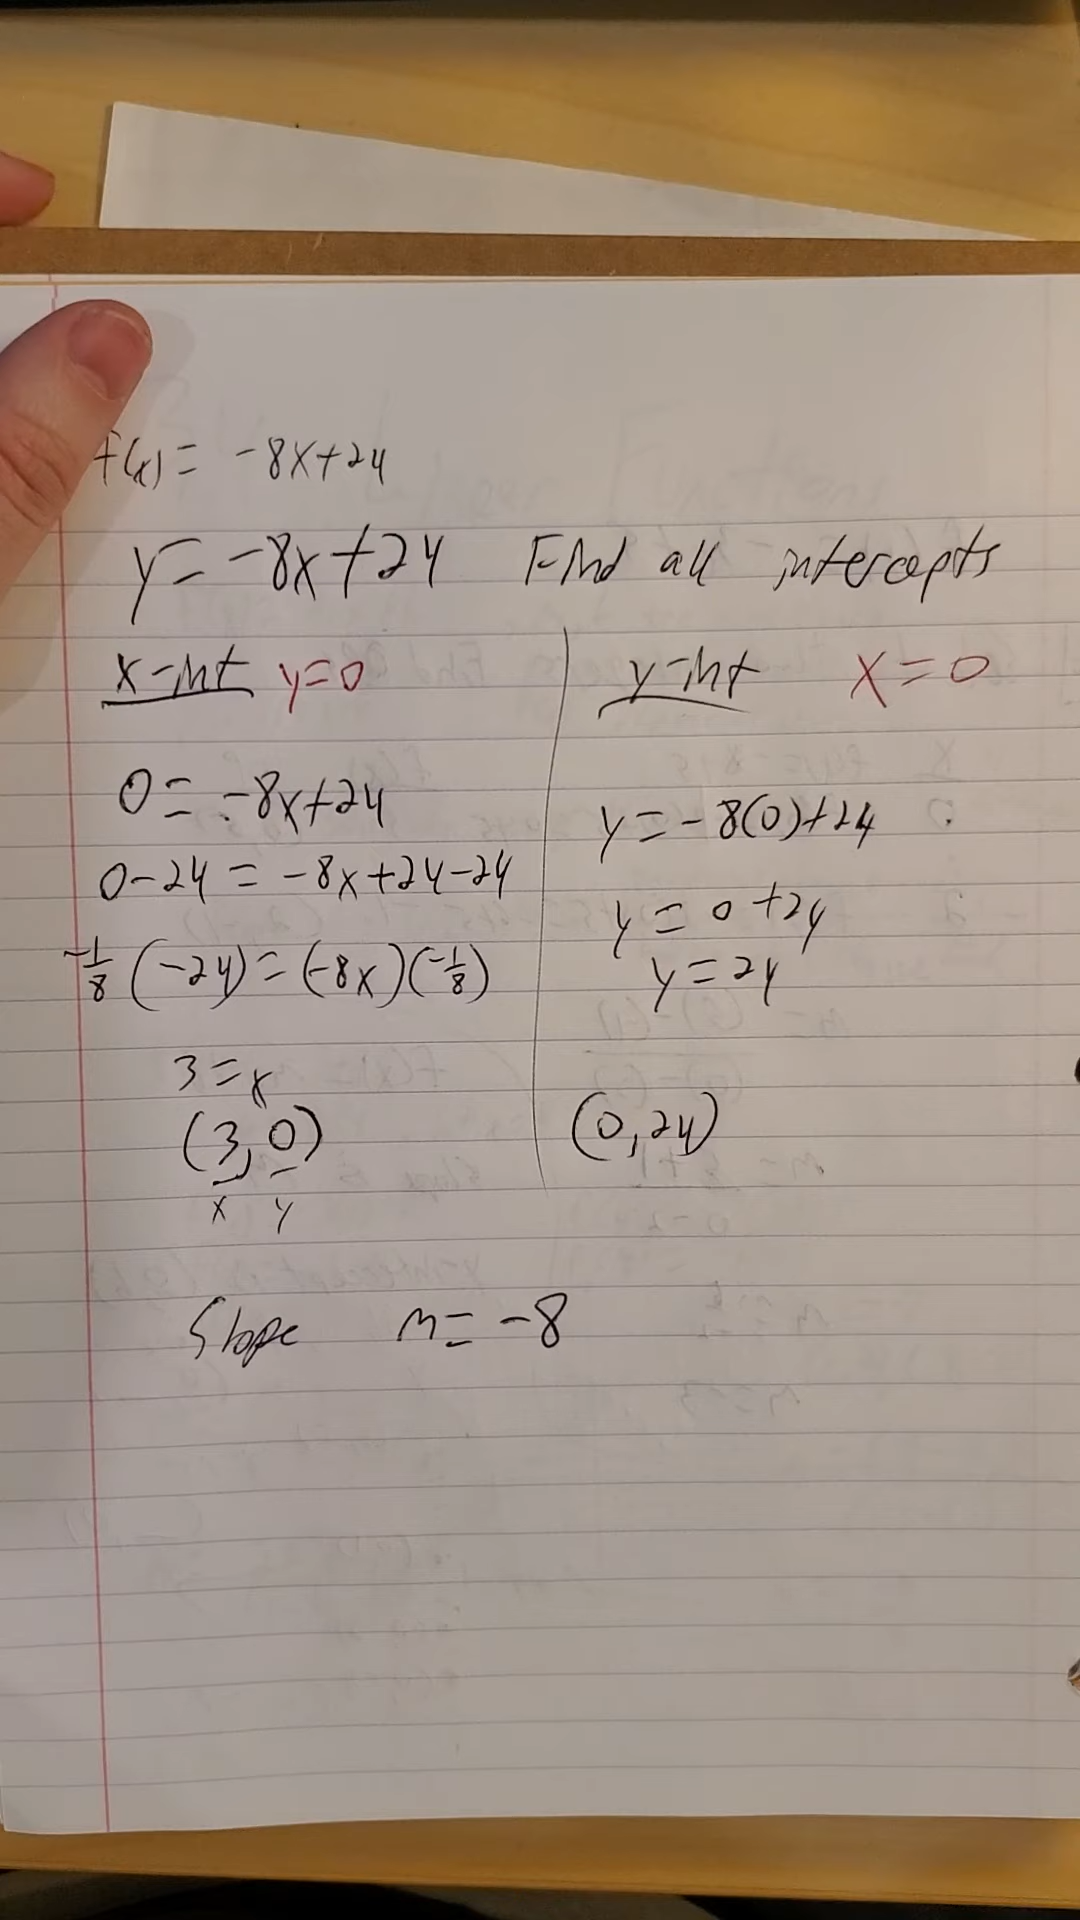 f(x) = -8x+24
y = -8x+24 Find all intercepts
x-int y=0
0 = -8x+24
0-24 = -8x+24-24
-1/8 (-24) = (-8x)(-1/8)
3 = x
(3,0)
x y
y-int x=0
y = -8(0)+24
y = 0+24
y = 24
(0,24)
Slope m = -8